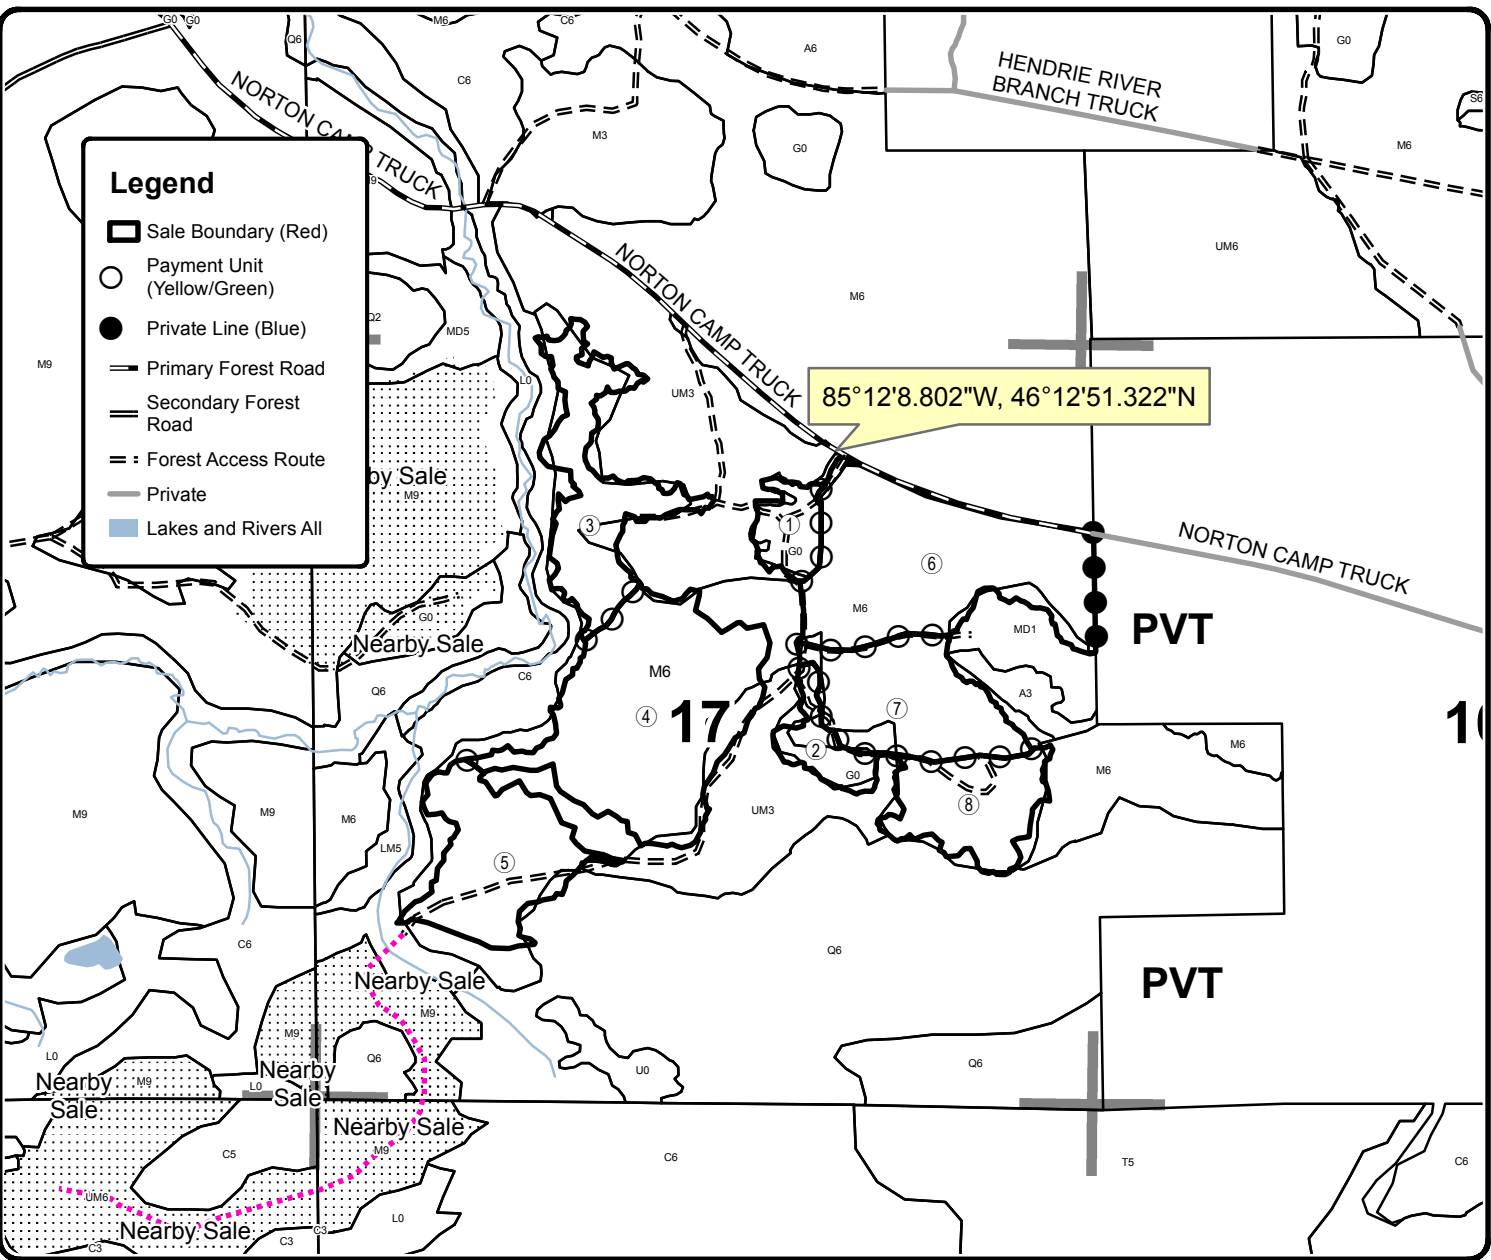 G0 G0
M6
C6
Q6
A6
G0
C6
HENDRIE RIVER
BRANCH TRUCK
NORTON CAMP TRUCK
S6
M3
G0
M6
Legend
Sale Boundary (Red)
Payment Unit
(Yellow/Green)
Private Line (Blue)
Primary Forest Road
Secondary Forest
Road
Forest Access Route
Private
Lakes and Rivers All
UM6
NORTON CAMP TRUCK
M6
Q2
MD5
M9
L0
UM3
85°12'8.802"W, 46°12'51.322"N
by Sale
M9
3
1
G0
6
NORTON CAMP TRUCK
M6
G0
MD1
PVT
Nearby Sale
M6
C6
Q6
A3
4
17
7
2
M6
M6
G0
8
M9
M9
M6
UM3
LM5
5
C6
Q6
Nearby Sale
PVT
M9
M9
L0
Q6
Q6
U0
Nearby
Sale
M9
L0
Nearby
Sale
Nearby Sale
C5
M9
C6
T5
C6
UM6
L0
Nearby Sale
C3
C3
C3